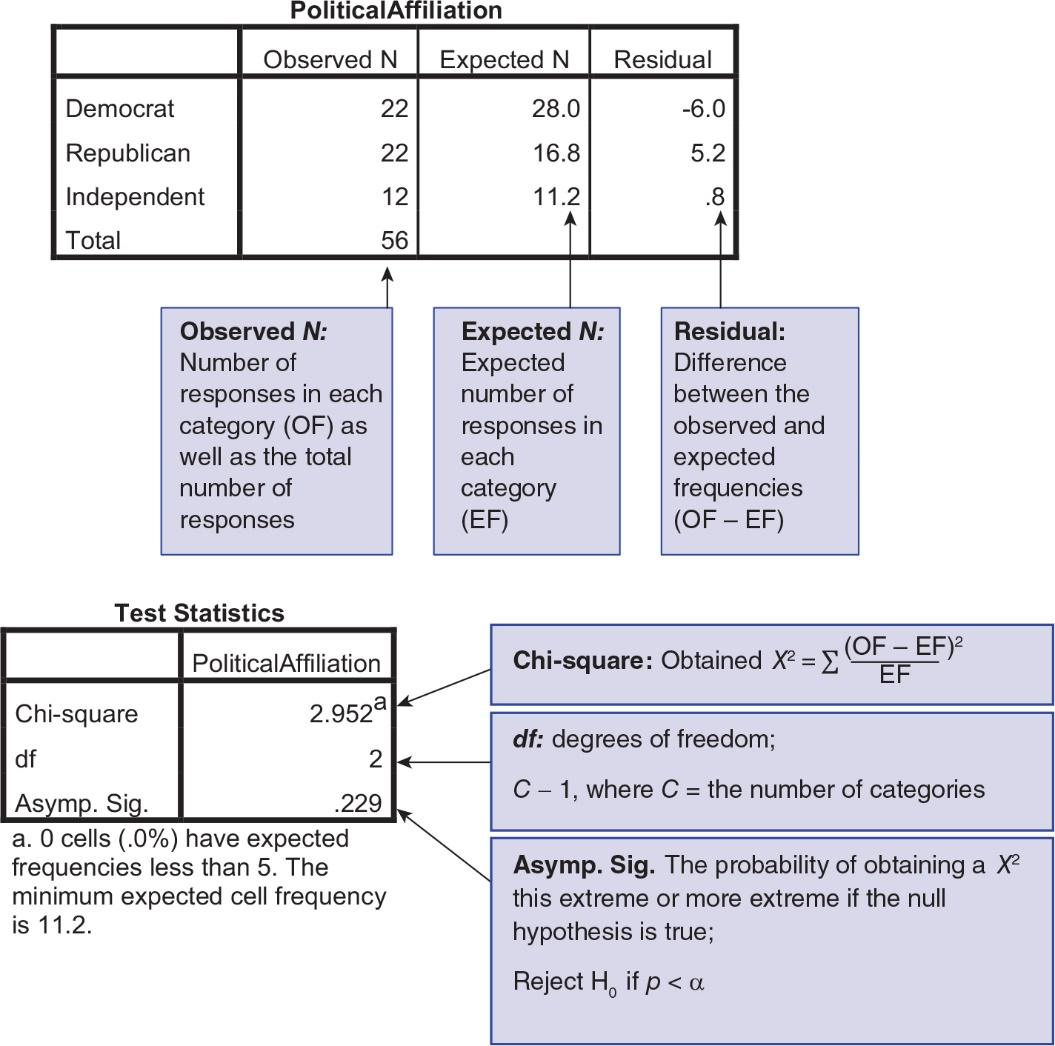 PoliticalAffiliation
Observed N Expected N Residual
Democrat 22 28.0 -6.0
Republican 22 16.8 5.2
Independent 12 11.2 .8
Total 56
Observed N:
Number of
responses in each
category (OF) as
well as the total
number of
responses
Expected N:
Expected
number of
responses in
each
category
(EF)
Residual:
Difference
between the
observed and
expected
frequencies
(OF – EF)
Test Statistics
PoliticalAffiliation
Chi-square 2.952a
df 2
Asymp. Sig. .229
a. 0 cells (.0%) have expected
frequencies less than 5. The
minimum expected cell frequency
is 11.2.
Chi-square: Obtained X² = ∑ (OF – EF)² / EF
df: degrees of freedom;
C – 1, where C = the number of categories
Asymp. Sig. The probability of obtaining a X²
this extreme or more extreme if the null
hypothesis is true;
Reject H₀ if p < α